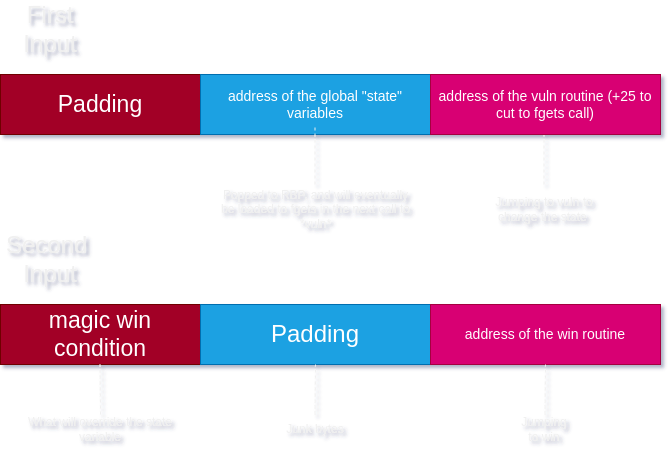 First
Input
Padding
address of the global "state"
variables
address of the vuln routine (+25 to
cut to fgets call)
Popped to RBP, and will eventually
be loaded to fgets in the next call to
"vuln"
Jumping to vuln to
change the state
Second
Input
magic win
condition
Padding
address of the win routine
What will override the state
variable
Junk bytes
Jumping
to win